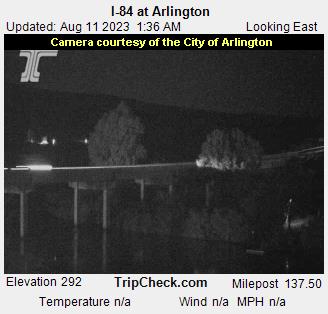 I-84 at Arlington
Updated: Aug 11 2023 1:36 AM Looking East
Camera courtesy of the City of Arlington
Elevation 292 TripCheck.com Milepost 137.50
Temperature n/a Wind n/a MPH n/a